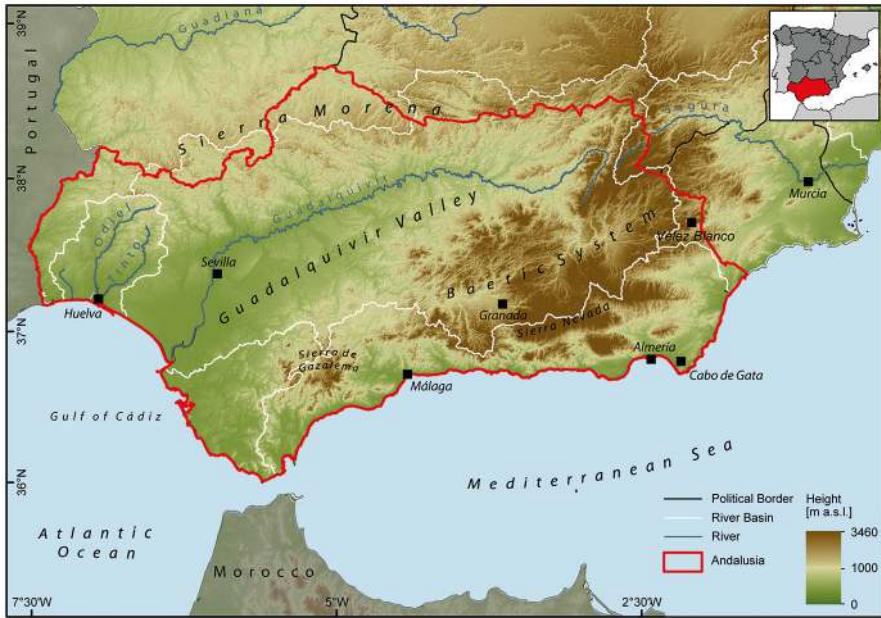 39°N
38°N
37°N
36°N
7°30'W
5°W
2°30'W
Portugal
Guadiana
Sierra Morena
Segura
Murcia
Guadalquivir
Guadalquivir Valley
Odiel
Tinto
Sevilla
Huelva
Vélez Blanco
Baetic System
Granada
Sierra Nevada
Sierra de
Gazalema
Almería
Málaga
Cabo de Gata
Gulf of Cádiz
Mediterranean Sea
Atlantic
Ocean
Morocco
Political Border
River Basin
River
Andalusia
Height
[m a.s.l.]
3460
1000
0